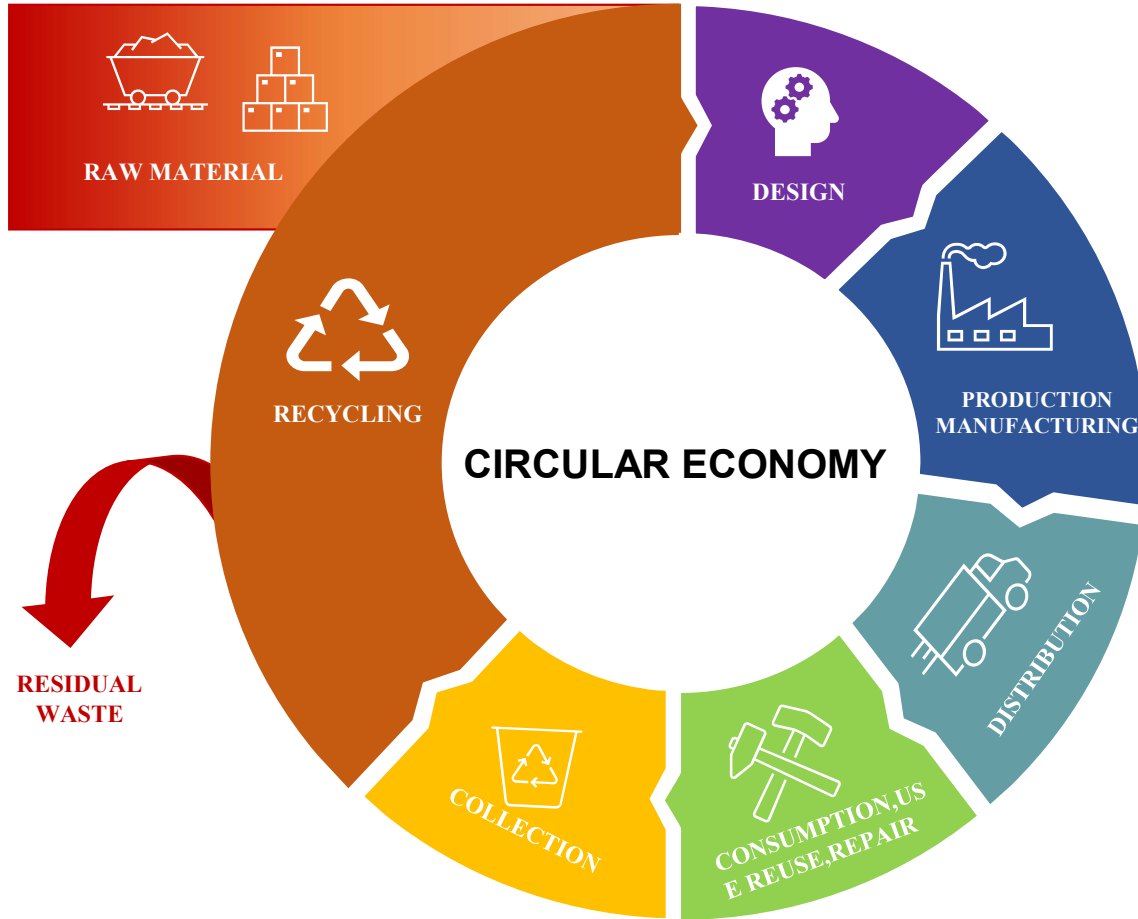 RAW MATERIAL
DESIGN
PRODUCTION
MANUFACTURING
DISTRIBUTION
CONSUMPTION,US
E REUSE,REPAIR
COLLECTION
RECYCLING
CIRCULAR ECONOMY
RESIDUAL
WASTE